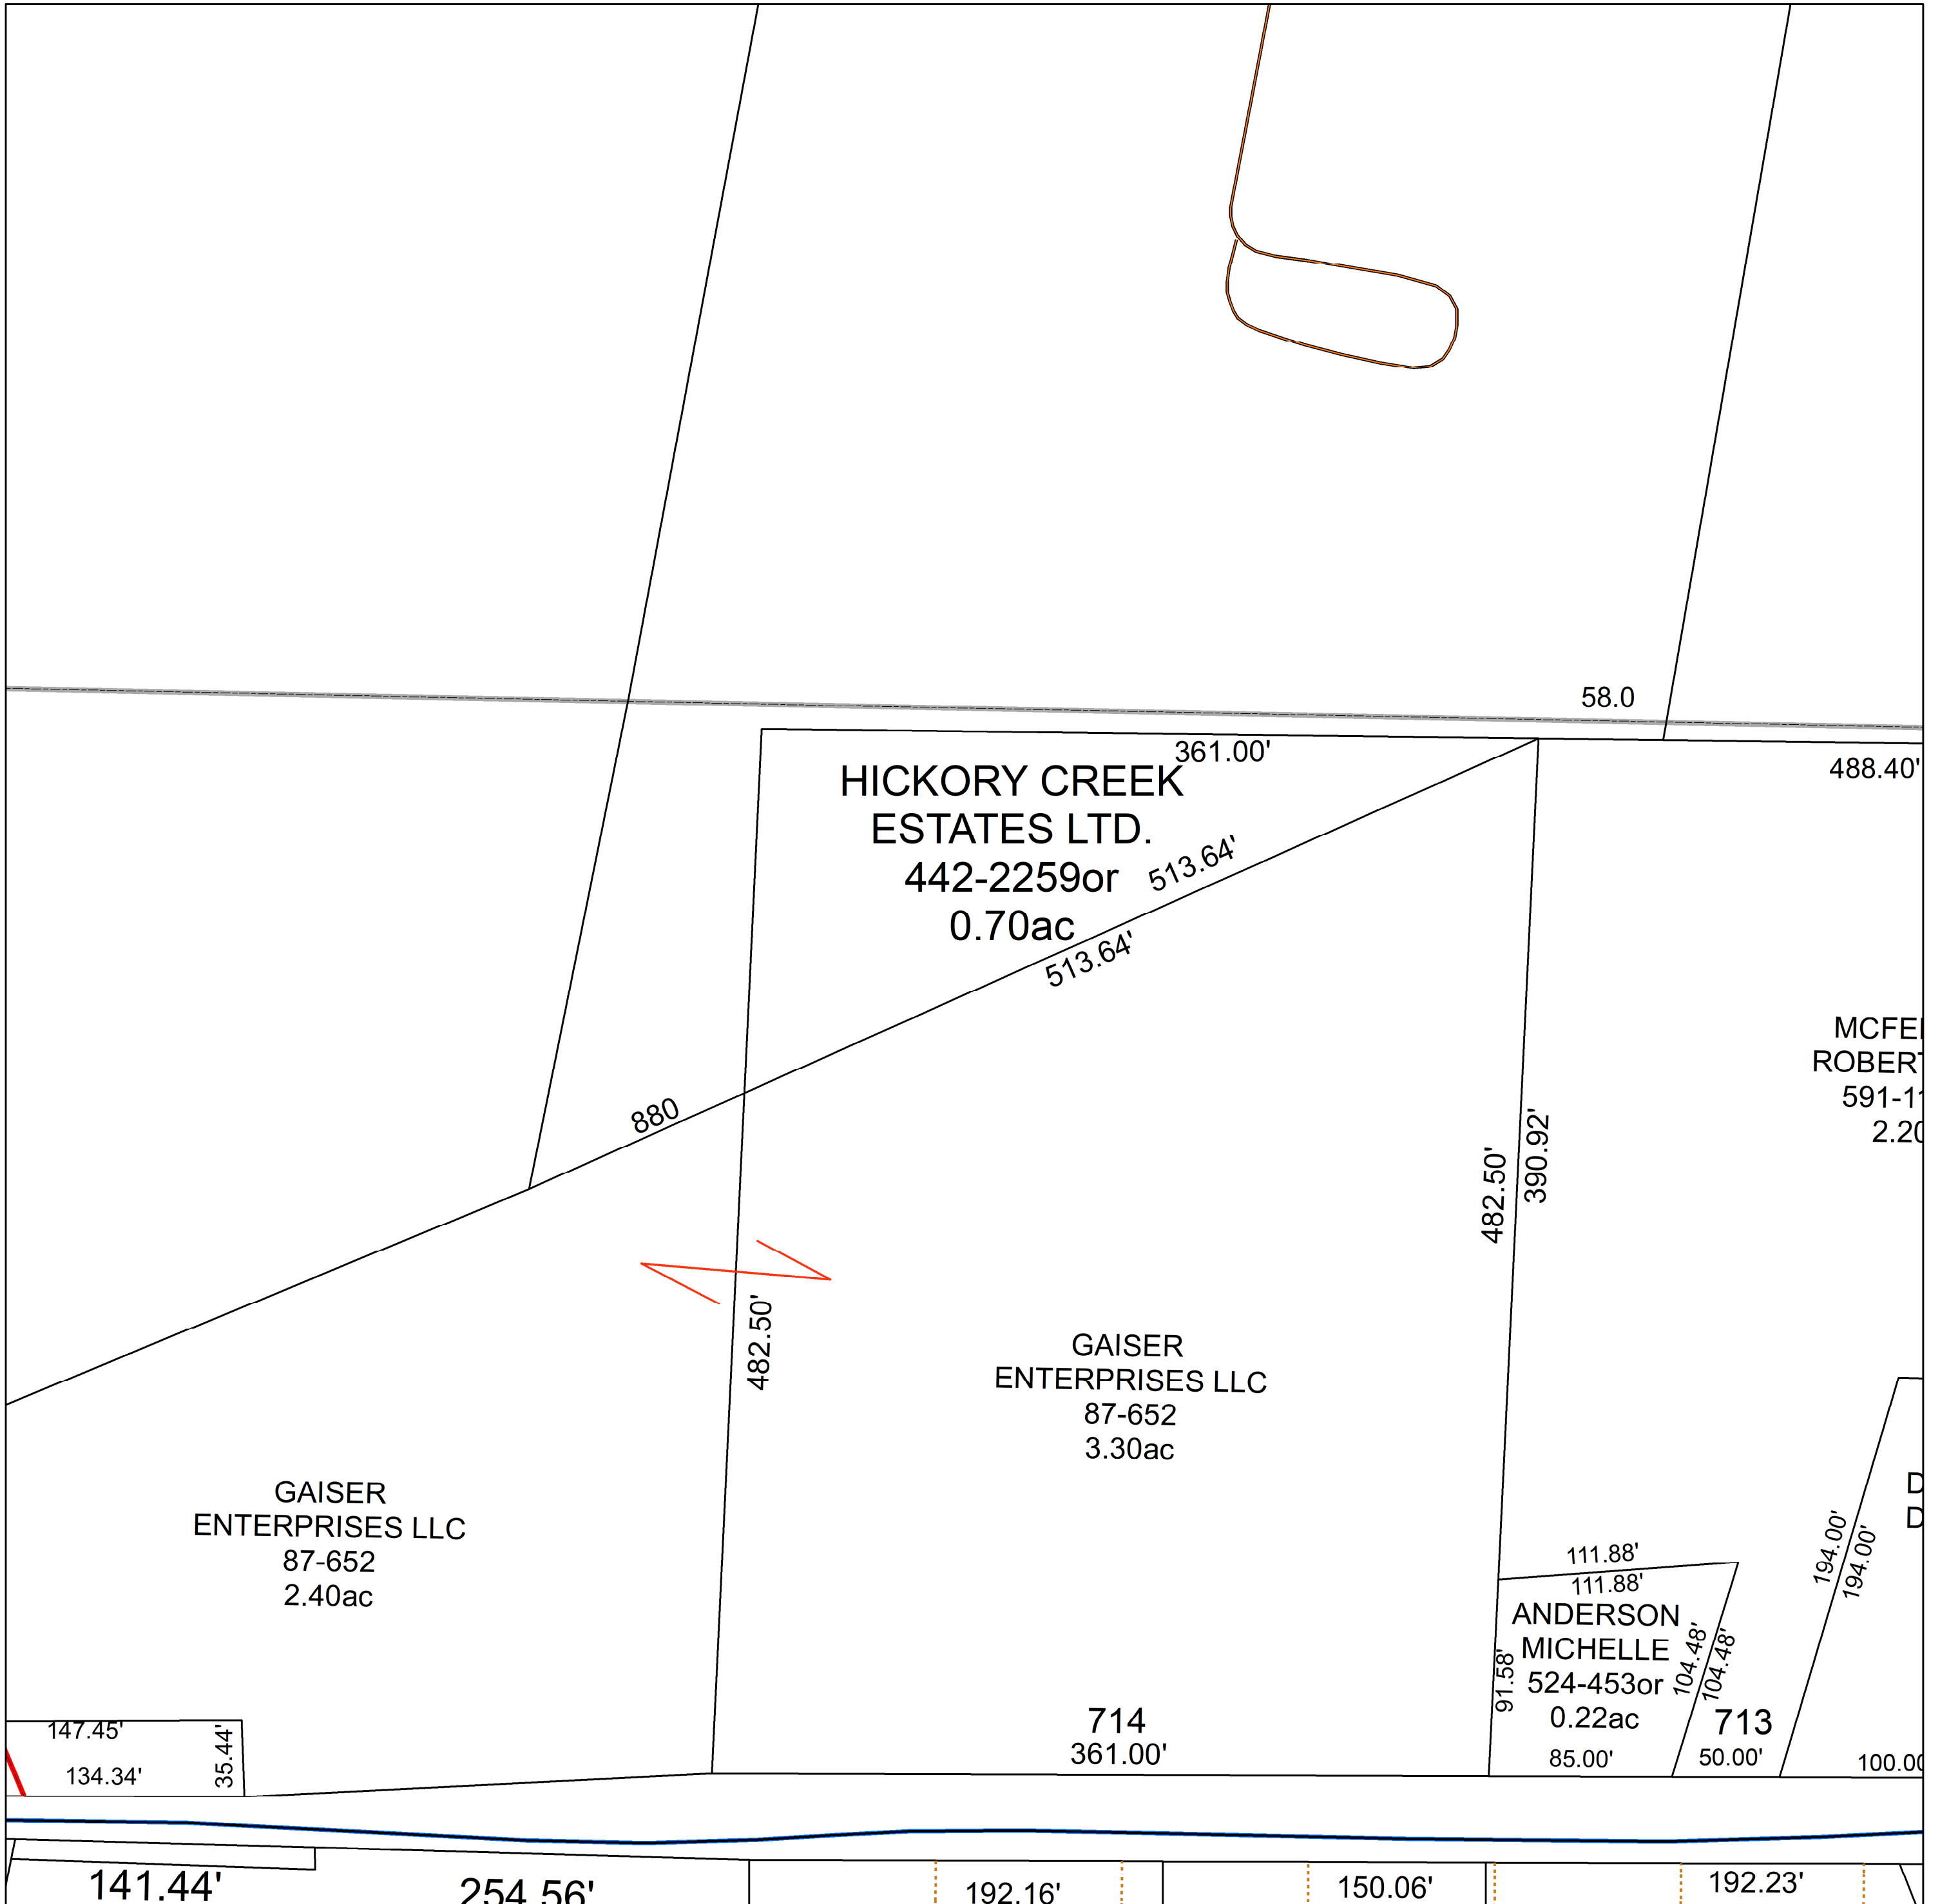 58.0
361.00'
488.40'
HICKORY CREEK
ESTATES LTD.
442-2259or
0.70ac
513.64'
513.64'
880
482.50'
390.92'
482.50'
GAISER
ENTERPRISES LLC
87-652
3.30ac
GAISER
ENTERPRISES LLC
87-652
2.40ac
111.88'
111.88'
ANDERSON
MICHELLE
524-453or
0.22ac
91.58'
104.48'
104.48'
194.00'
194.00'
714
361.00'
713
85.00'
50.00'
100.00
147.45'
134.34'
35.44'
141.44'
254.56'
192.16'
150.06'
192.23'